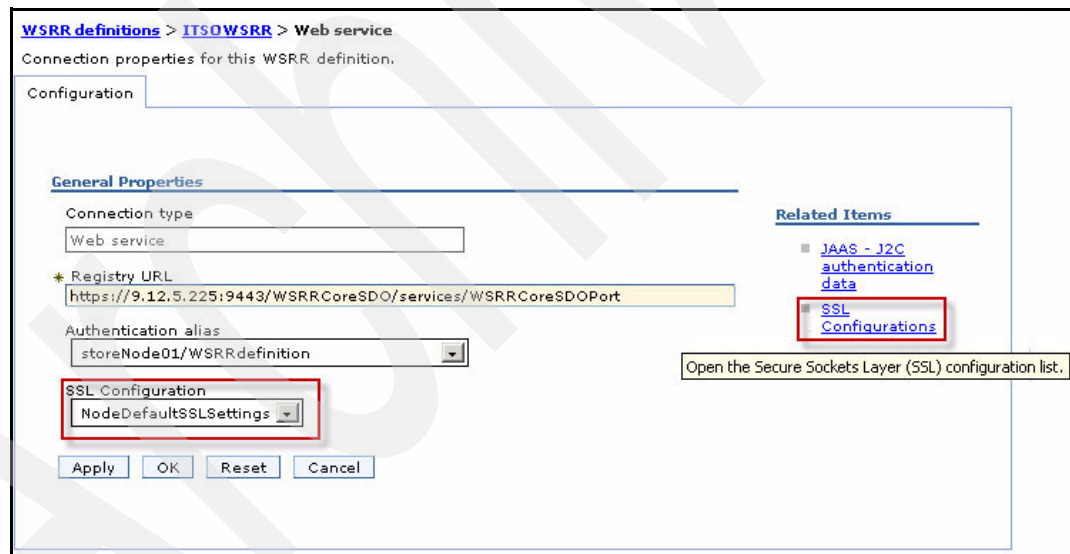 WSRR definitions > ITSOWSRR > Web service
Connection properties for this WSRR definition.
Configuration
General Properties
Connection type
Web service
* Registry URL
https://9.12.5.225:9443/WSRRCoreSDO/services/WSRRCoreSDOPort
Authentication alias
storeNode01/WSRRdefinition
SSL Configuration
NodeDefaultSSLSettings
Apply OK Reset Cancel
Related Items
JAAS - J2C
authentication
data
SSL
Configurations
Open the Secure Sockets Layer (SSL) configuration list.